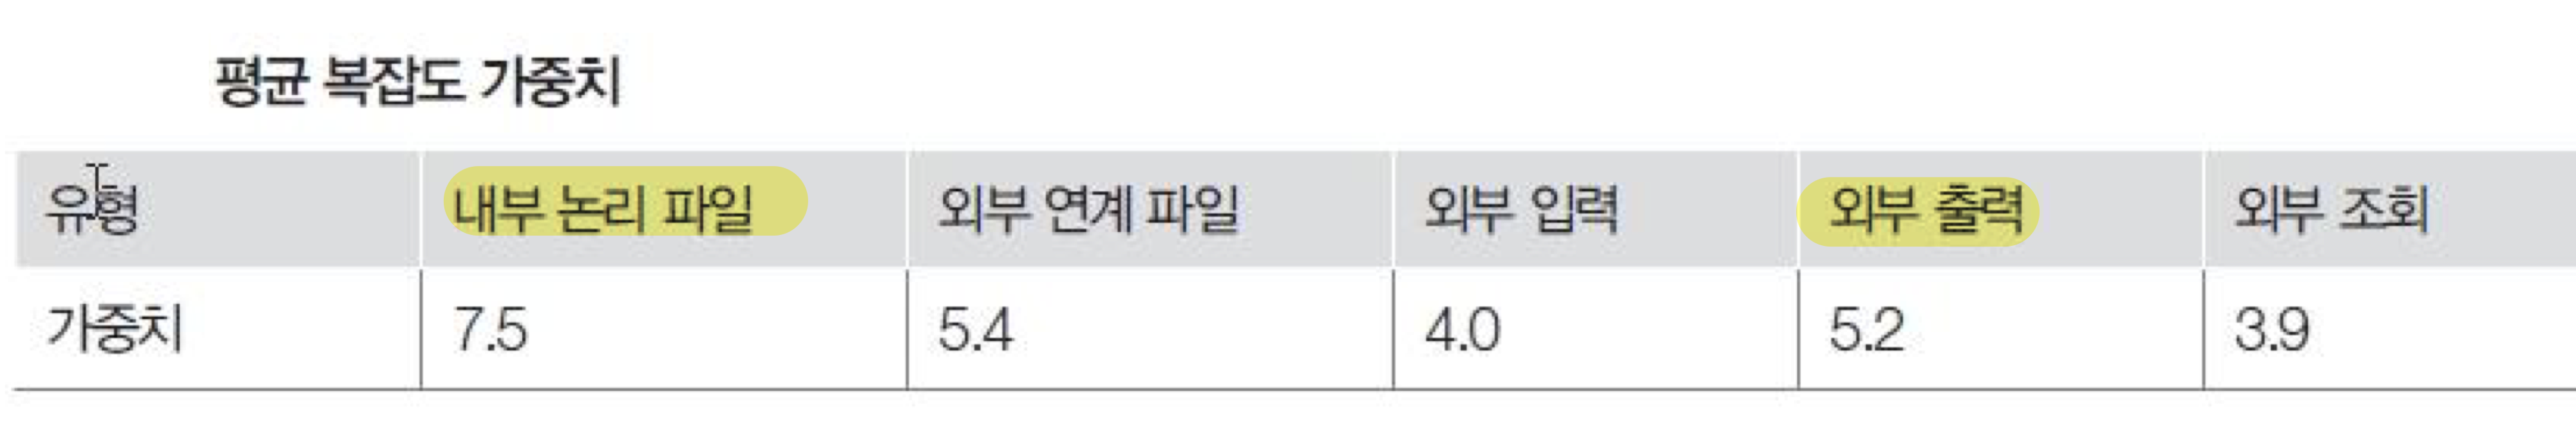 평균 복잡도 가중치
유형 내부 논리 파일 외부 연계 파일 외부 입력 외부 출력 외부 조회
가중치 7.5 5.4 4.0 5.2 3.9